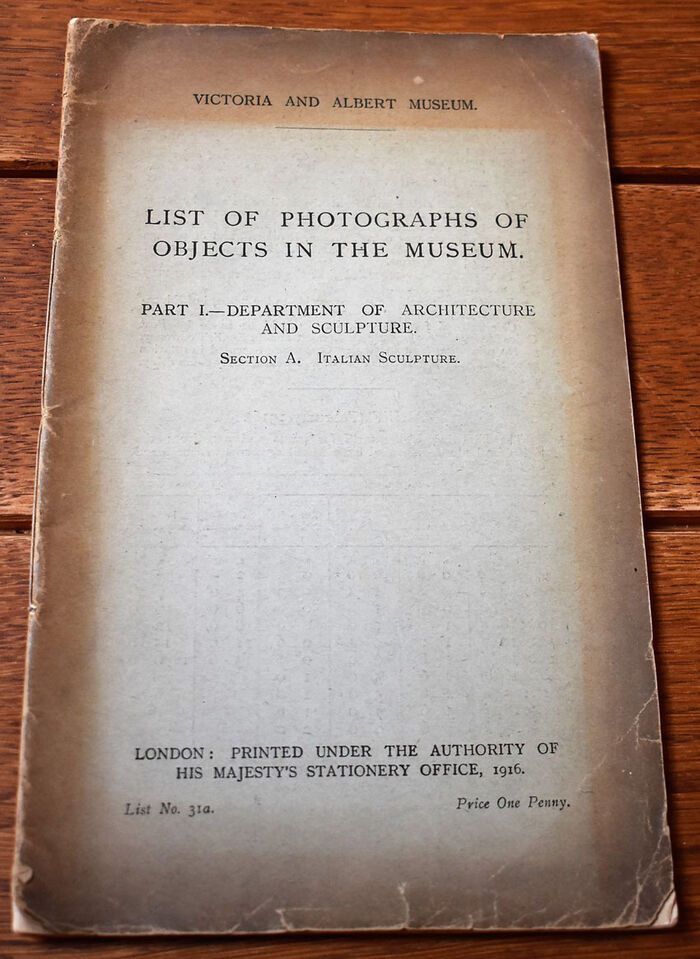 VICTORIA AND ALBERT MUSEUM.
LIST OF PHOTOGRAPHS OF
OBJECTS IN THE MUSEUM.
PART I.—DEPARTMENT OF ARCHITECTURE
AND SCULPTURE.
SECTION A. ITALIAN SCULPTURE.
LONDON: PRINTED UNDER THE AUTHORITY OF
HIS MAJESTY'S STATIONERY OFFICE, 1916.
List No. 31a.
Price One Penny.